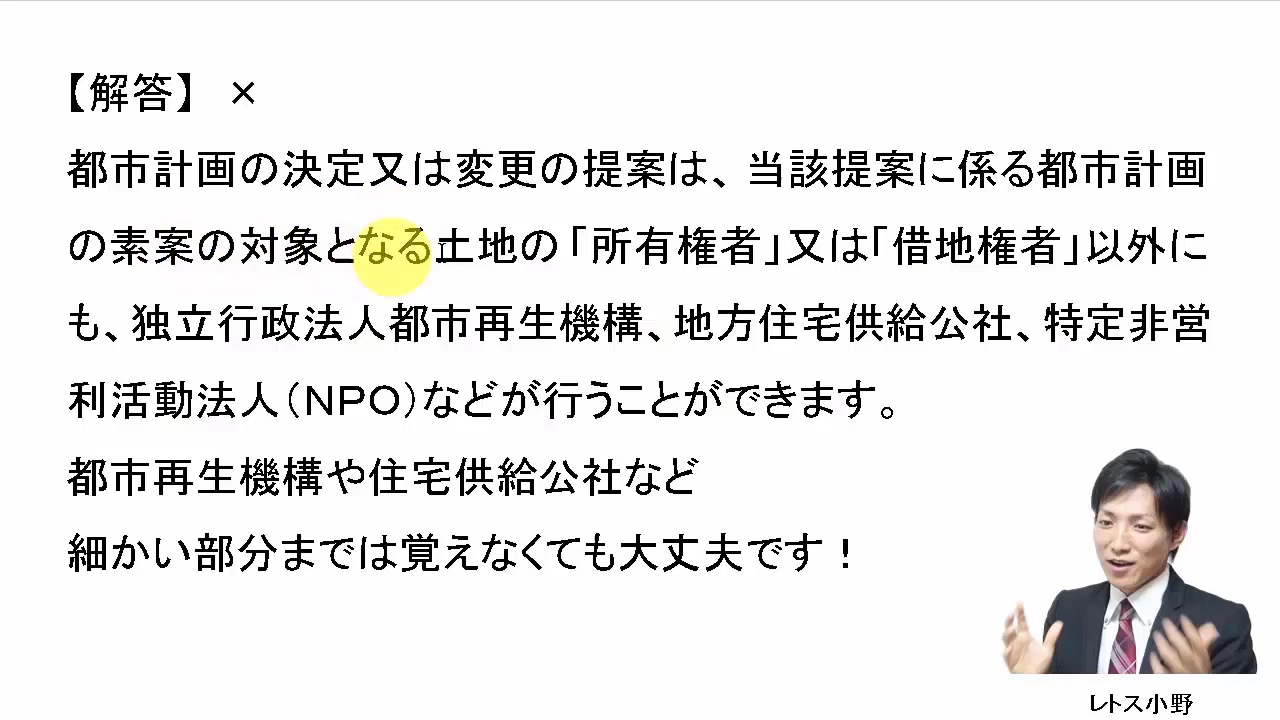 【解答】 ×
都市計画の決定又は変更の提案は、当該提案に係る都市計画
の素案の対象となる土地の「所有権者」又は「借地権者」以外に
も、独立行政法人都市再生機構、地方住宅供給公社、特定非営
利活動法人（NPO）などが行うことができます。
都市再生機構や住宅供給公社など
細かい部分までは覚えなくても大丈夫です！
レトス小野